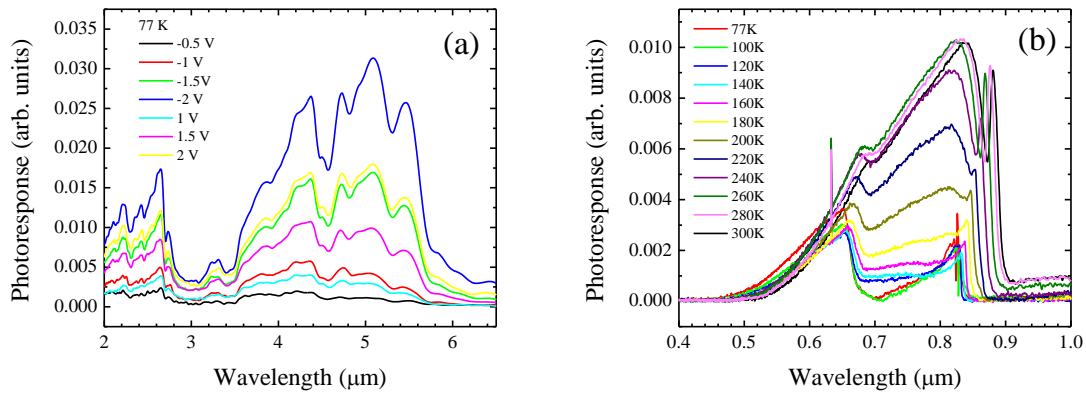 (a)
77 K
-0.5 V
-1 V
-1.5V
-2 V
1 V
1.5 V
2 V
Photoresponse (arb. units)
0.035
0.030
0.025
0.020
0.015
0.010
0.005
0.000
2 3 4 5 6
Wavelength (μm)
(b)
77K
100K
120K
140K
160K
180K
200K
220K
240K
260K
280K
300K
Photoresponse (arb. units)
0.010
0.008
0.006
0.004
0.002
0.000
0.4 0.5 0.6 0.7 0.8 0.9 1.0
Wavelength (μm)